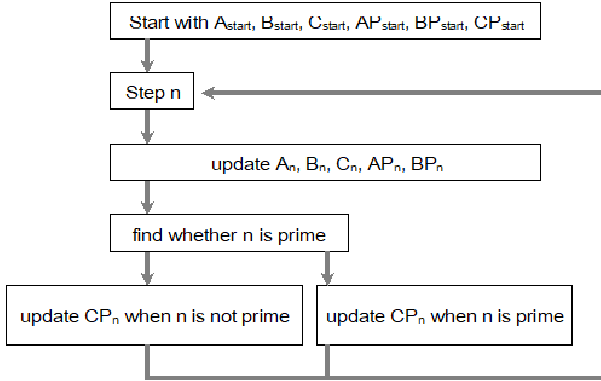 Start with Astart, Bstart, Cstart, APstart, BPstart, CPstart
Step n
update An, Bn, Cn, APn, BPn
find whether n is prime
update CPn when n is not prime
update CPn when n is prime